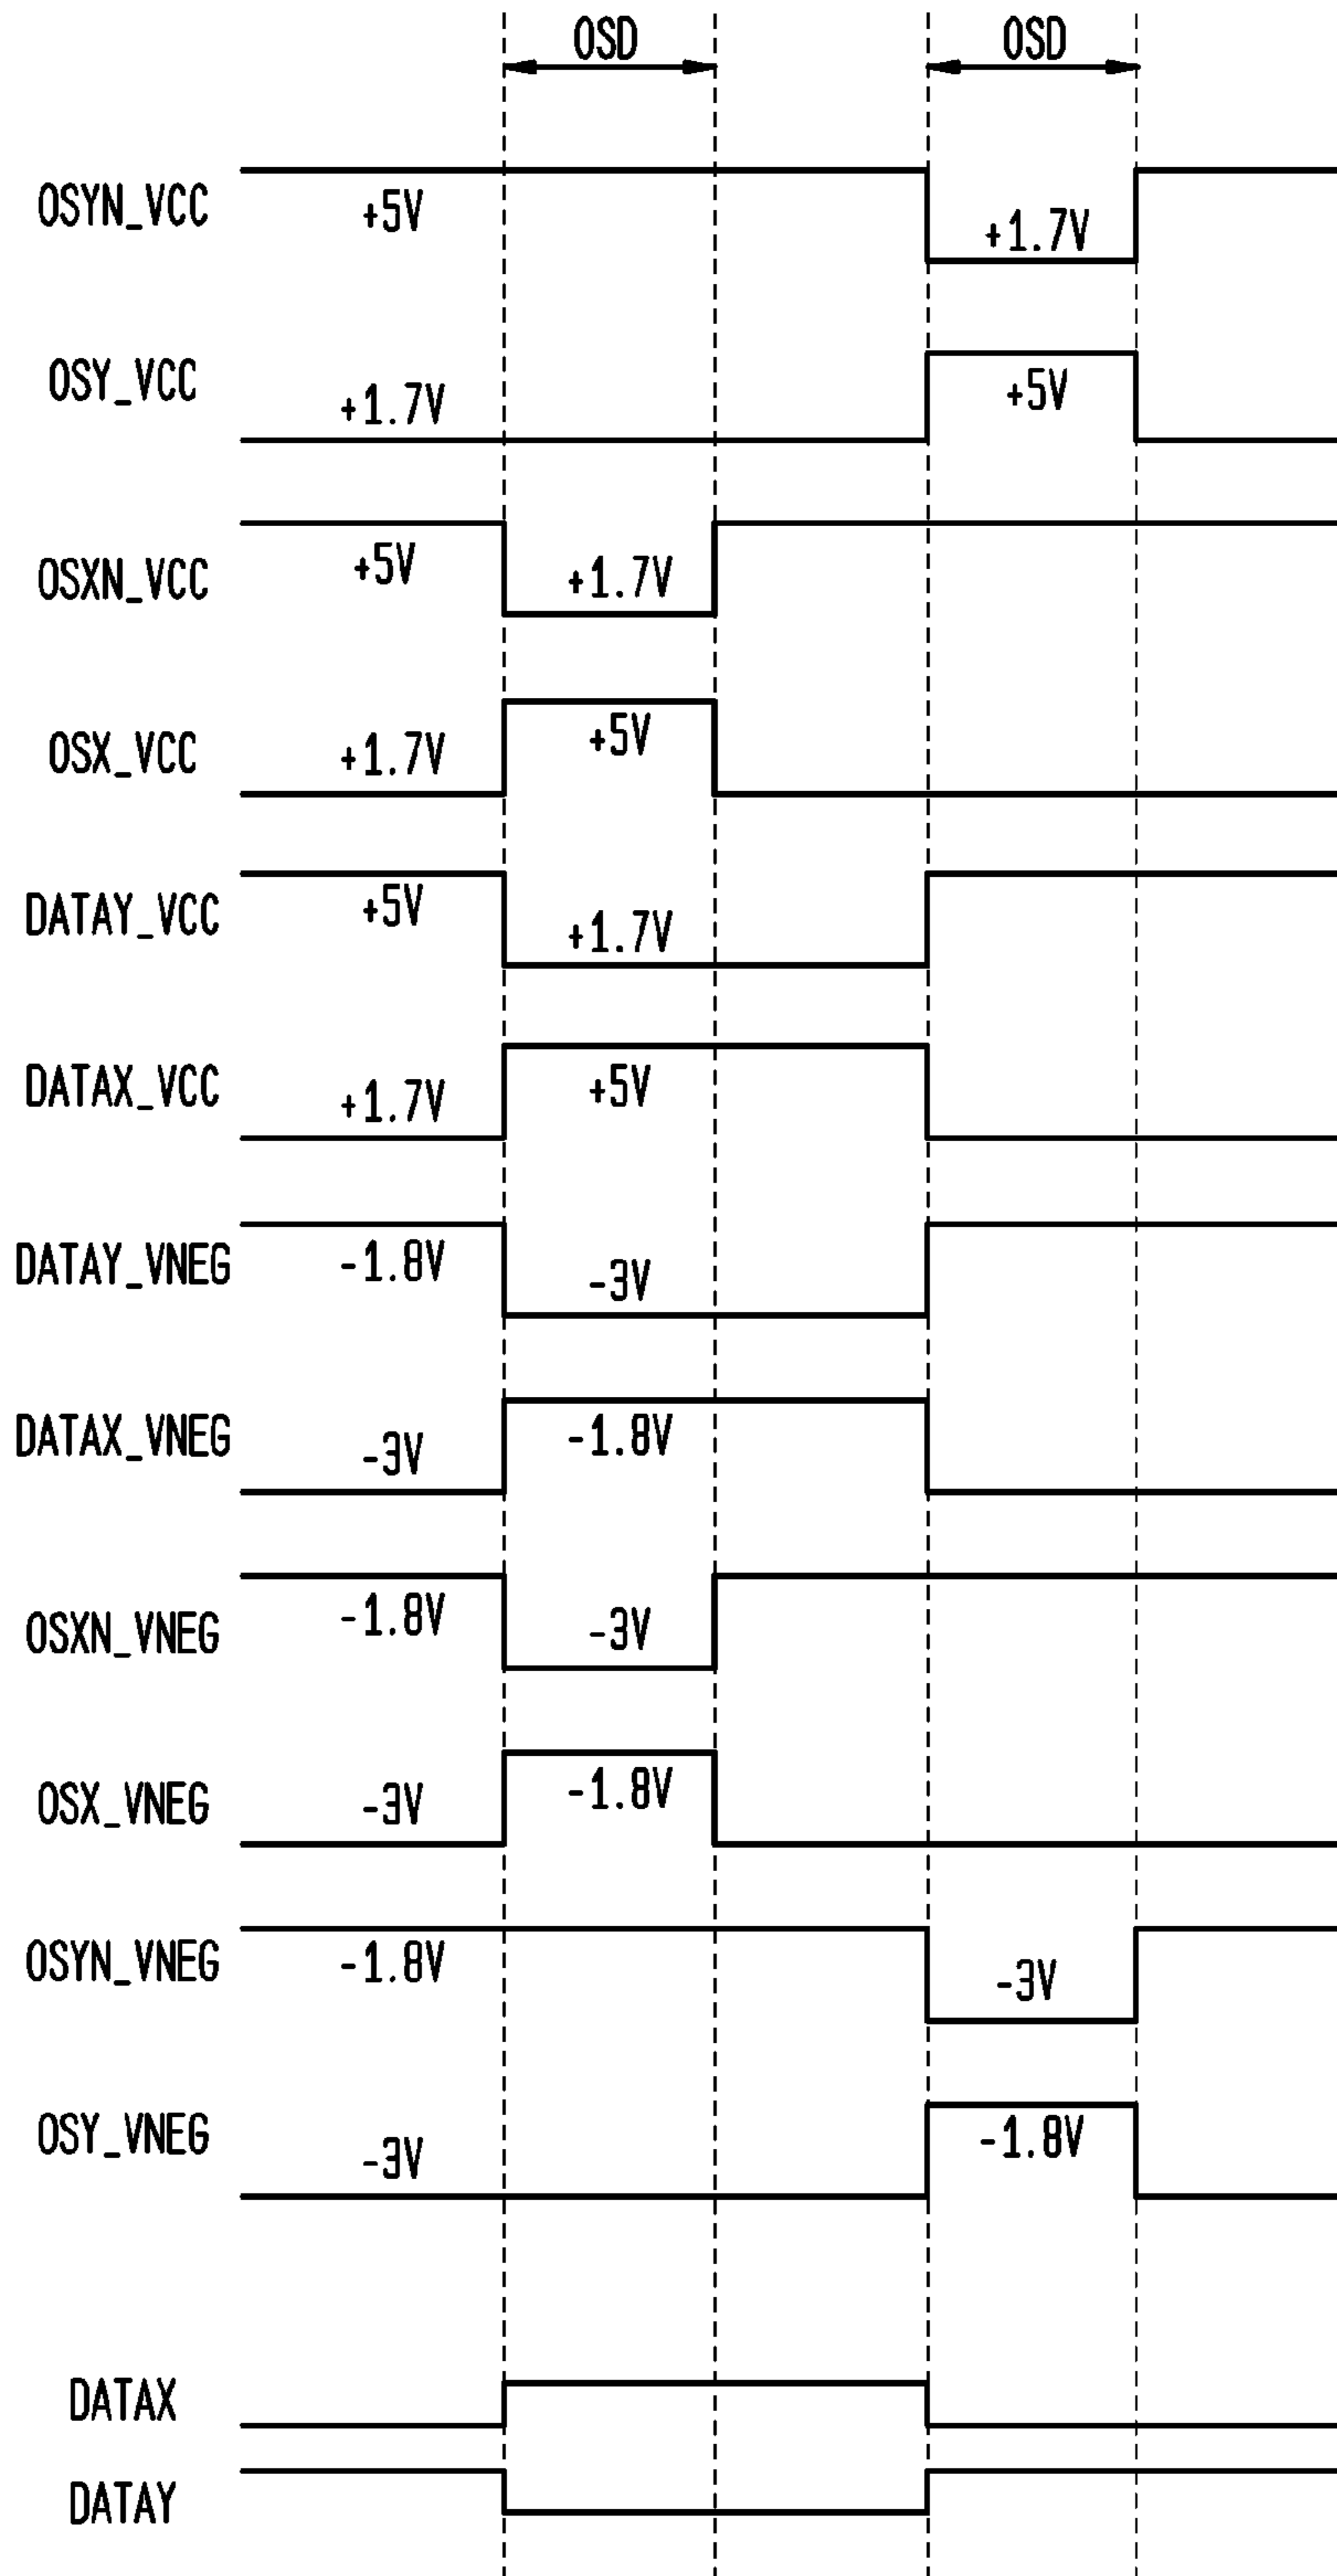 OSD OSD
OSYN_VCC +5V +1.7V
OSY_VCC +1.7V +5V
OSXN_VCC +5V +1.7V
OSX_VCC +1.7V +5V
DATAY_VCC +5V +1.7V
DATAX_VCC +1.7V +5V
DATAY_VNEG -1.8V -3V
DATAX_VNEG -3V -1.8V
OSXN_VNEG -1.8V -3V
OSX_VNEG -3V -1.8V
OSYN_VNEG -1.8V -3V
OSY_VNEG -3V -1.8V
DATAX
DATAY